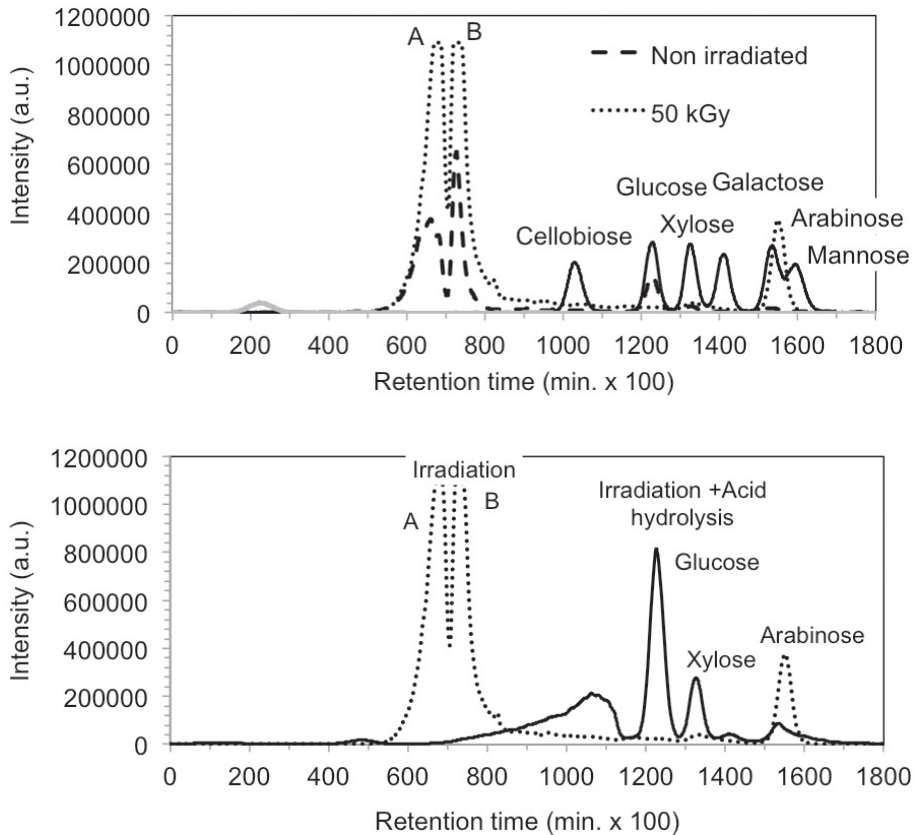 1200000
A
B
1000000
Non irradiated
800000
50 kGy
600000
Glucose
Galactose
400000
Cellobiose
Xylose
Arabinose
200000
Mannose
0
0 200 400 600 800 1000 1200 1400 1600 1800
Intensity (a.u.)
Retention time (min. x 100)
1200000
Irradiation
Irradiation +Acid
hydrolysis
1000000
A
B
800000
Glucose
600000
400000
Xylose
Arabinose
200000
0
0 200 400 600 800 1000 1200 1400 1600 1800
Intensity (a.u.)
Retention time (min. x 100)